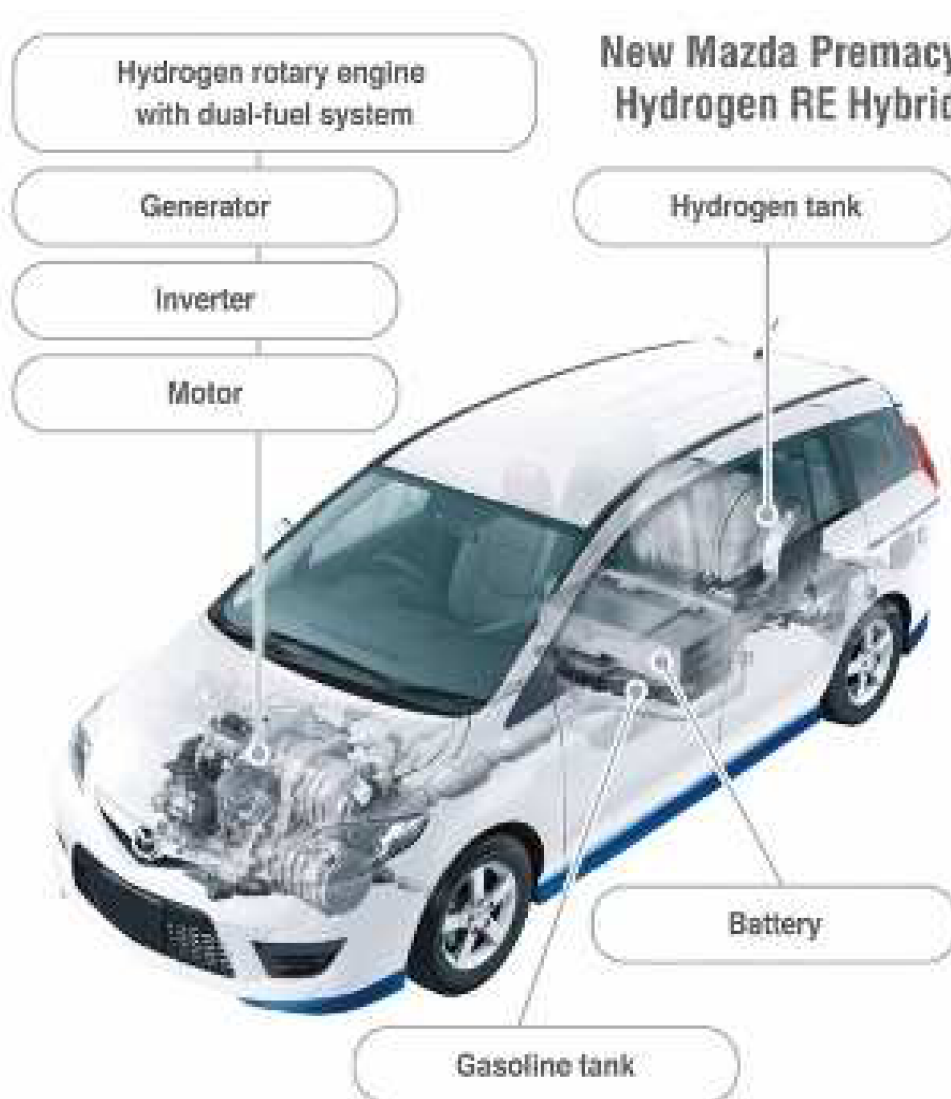 New Mazda Premacy
Hydrogen RE Hybrid
Hydrogen rotary engine
with dual-fuel system
Generator
Inverter
Motor
Hydrogen tank
Battery
Gasoline tank